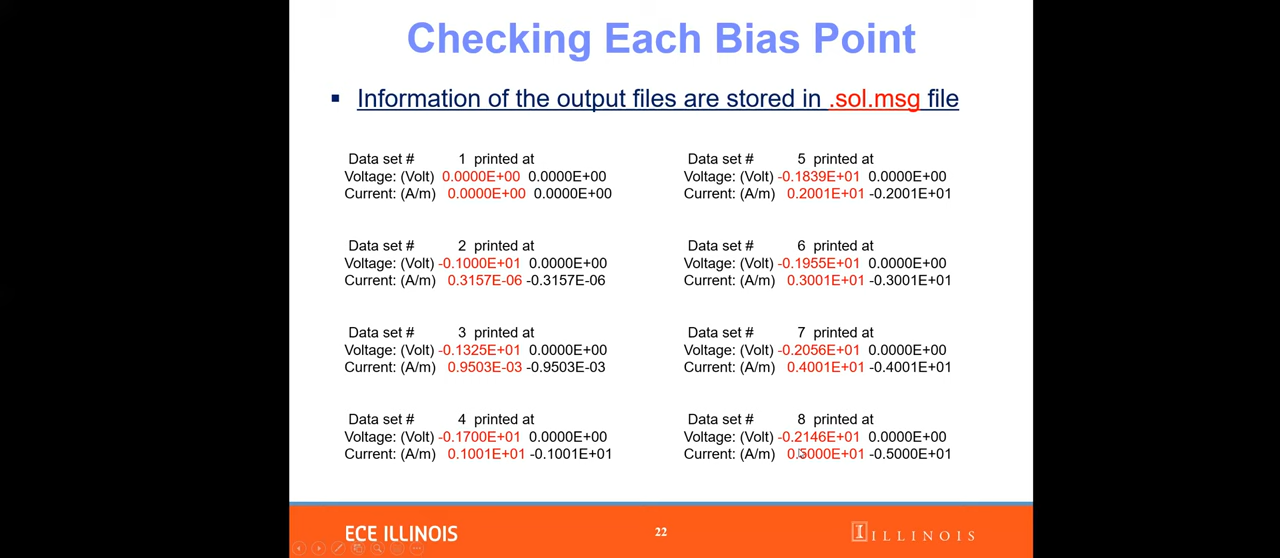 Checking Each Bias Point
▪ Information of the output files are stored in .sol.msg file
Data set # 1 printed at
Voltage: (Volt) 0.0000E+00 0.0000E+00
Current: (A/m) 0.0000E+00 0.0000E+00
Data set # 2 printed at
Voltage: (Volt) -0.1000E+01 0.0000E+00
Current: (A/m) 0.3157E-06 -0.3157E-06
Data set # 3 printed at
Voltage: (Volt) -0.1325E+01 0.0000E+00
Current: (A/m) 0.9503E-03 -0.9503E-03
Data set # 4 printed at
Voltage: (Volt) -0.1700E+01 0.0000E+00
Current: (A/m) 0.1001E+01 -0.1001E+01
Data set # 5 printed at
Voltage: (Volt) -0.1839E+01 0.0000E+00
Current: (A/m) 0.2001E+01 -0.2001E+01
Data set # 6 printed at
Voltage: (Volt) -0.1955E+01 0.0000E+00
Current: (A/m) 0.3001E+01 -0.3001E+01
Data set # 7 printed at
Voltage: (Volt) -0.2056E+01 0.0000E+00
Current: (A/m) 0.4001E+01 -0.4001E+01
Data set # 8 printed at
Voltage: (Volt) -0.2146E+01 0.0000E+00
Current: (A/m) 0.5000E+01 -0.5000E+01
ECE ILLINOIS
22
I ILLINOIS